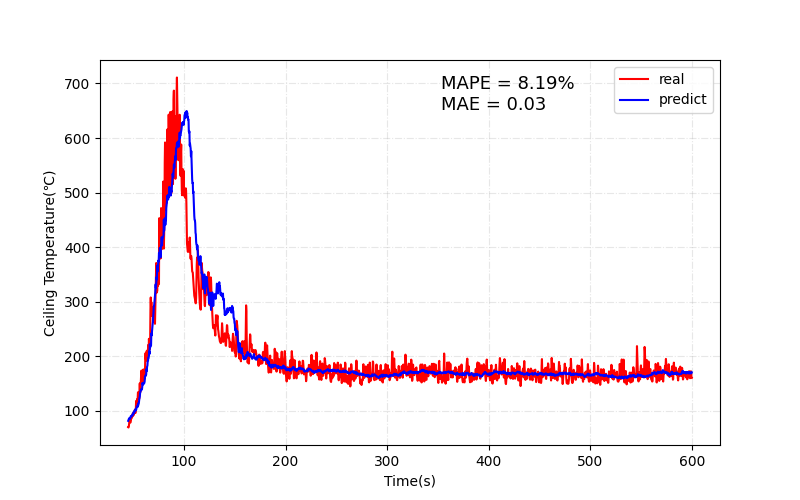 MAPE = 8.19%
MAE = 0.03
real
predict
700
600
500
400
300
200
100
Ceiling Temperature(℃)
100
200
300
400
500
600
Time(s)